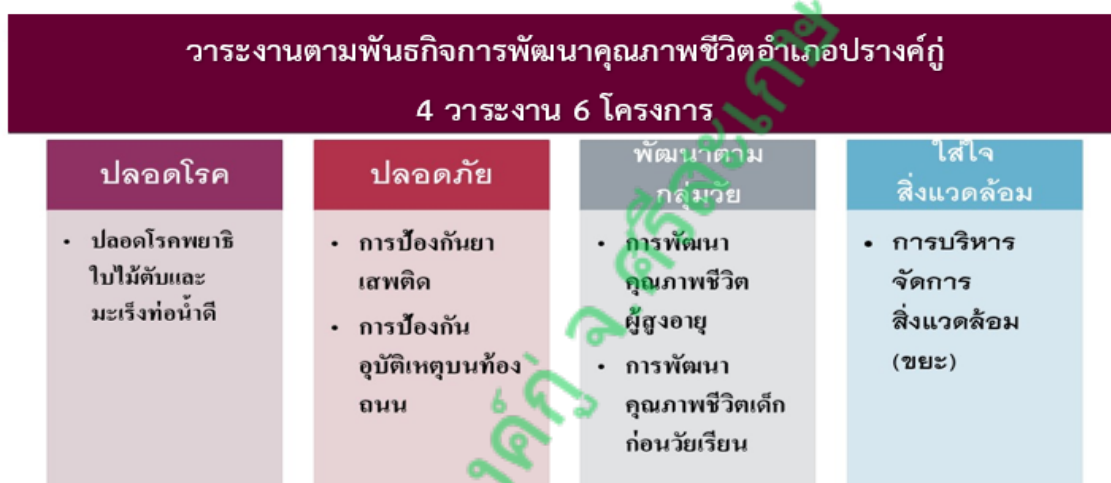 วาระงานตามพันธกิจการพัฒนาคุณภาพชีวิตอำเภอปรางค์กู่
4 วาระงาน 6 โครงการ
ปลอดโรค
• ปลอดโรคพยาธิ
ใบไม้ตับและ
มะเร็งท่อน้ำดี
ปลอดภัย
• การป้องกันยา
เสพติด
• การป้องกัน
อุบัติเหตุบนท้อง
ถนน
พัฒนาตาม
กลุ่มวัย
• การพัฒนา
คุณภาพชีวิต
ผู้สูงอายุ
• การพัฒนา
คุณภาพชีวิตเด็ก
ก่อนวัยเรียน
ใส่ใจ
สิ่งแวดล้อม
• การบริหาร
จัดการ
สิ่งแวดล้อม
(ขยะ)
งค์กู่ จ.ศรีสะเกษ